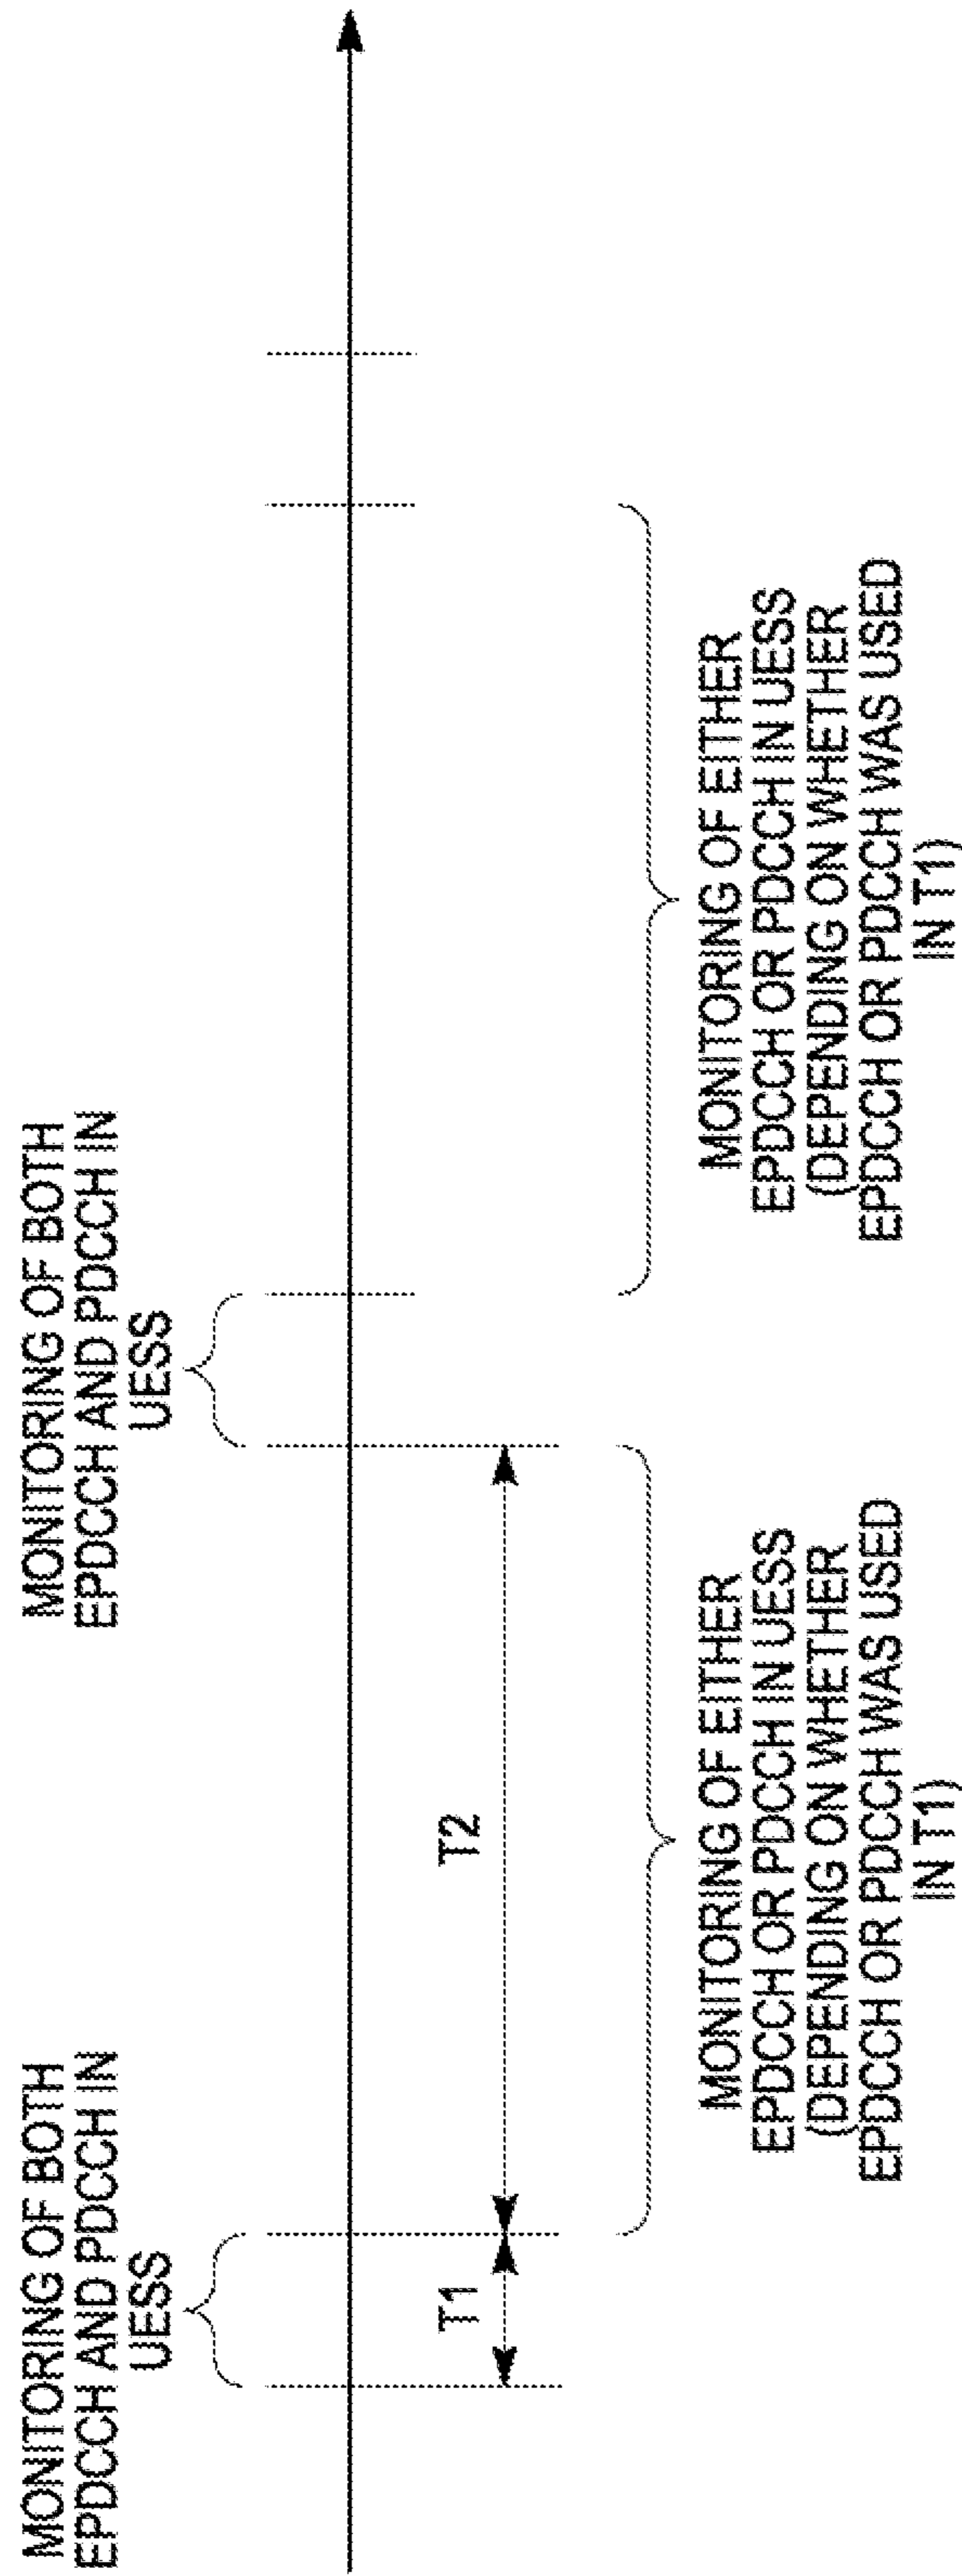 MONITORING OF BOTH
EPDCCH AND PDCCH IN
UESS
MONITORING OF BOTH
EPDCCH AND PDCCH IN
UESS
T1
T2
MONITORING OF EITHER
EPDCCH OR PDCCH IN UESS
(DEPENDING ON WHETHER
EPDCCH OR PDCCH WAS USED
IN T1)
MONITORING OF EITHER
EPDCCH OR PDCCH IN UESS
(DEPENDING ON WHETHER
EPDCCH OR PDCCH WAS USED
IN T1)